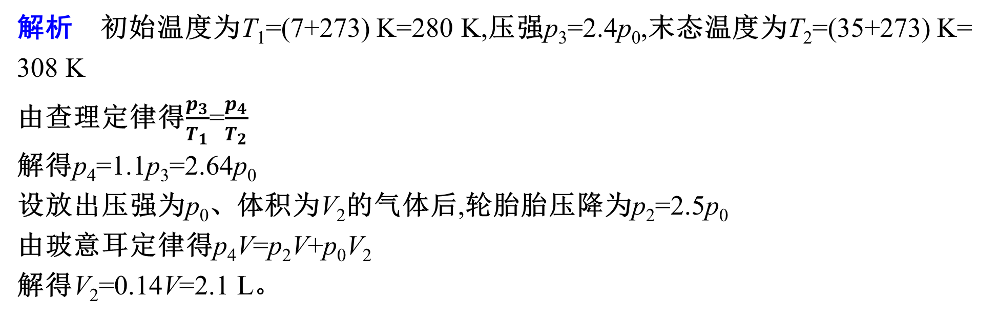 解析 初始温度为T₁=(7+273) K=280 K,压强p₃=2.4p₀,末态温度为T₂=(35+273) K=
308 K
由查理定律得p₃/T₁=p₄/T₂
解得p₄=1.1p₃=2.64p₀
设放出压强为p₀、体积为V₂的气体后,轮胎胎压降为p₂=2.5p₀
由玻意耳定律得p₄V=p₂V+p₀V₂
解得V₂=0.14V=2.1 L。